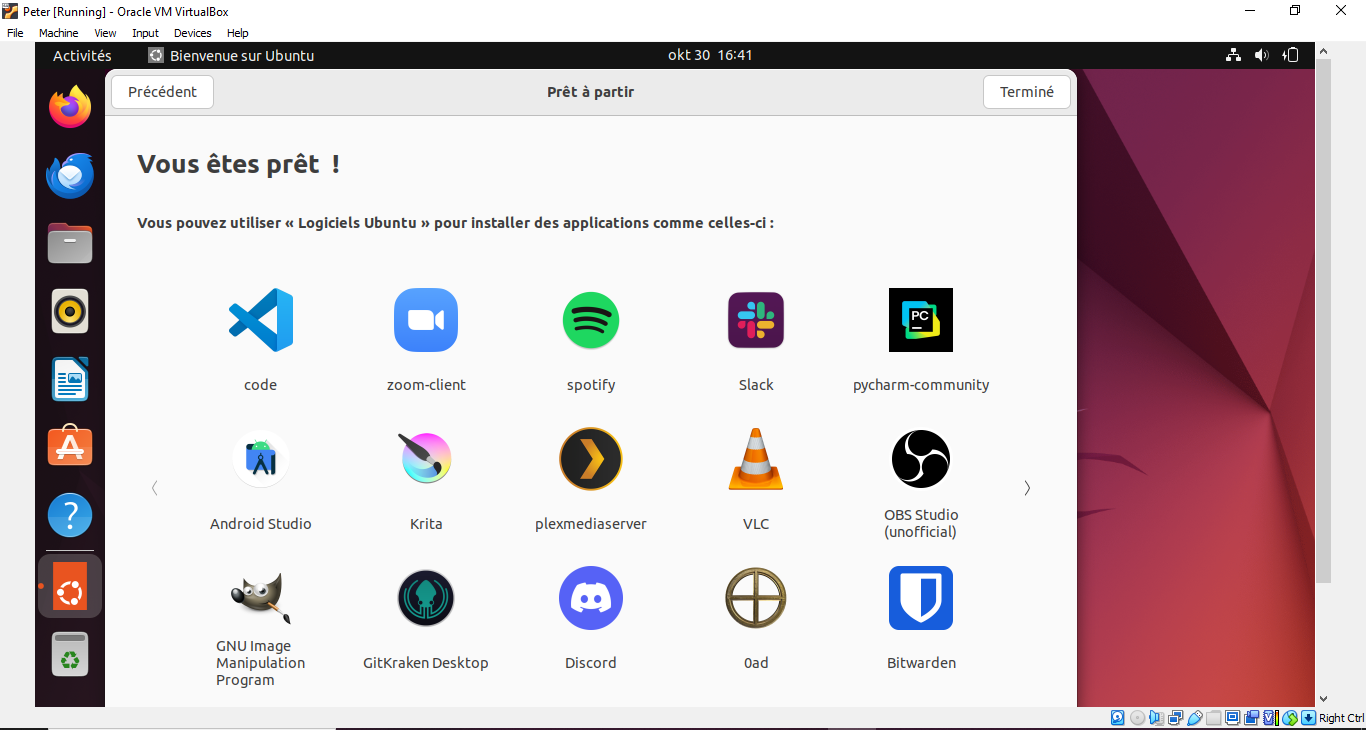 Peter [Running] - Oracle VM VirtualBox
File Machine View Input Devices Help
Activités Bienvenue sur Ubuntu okt 30 16:41
Précédent Prêt à partir Terminé
Vous êtes prêt !
Vous pouvez utiliser « Logiciels Ubuntu » pour installer des applications comme celles-ci :
PC
code zoom-client spotify Slack pycharm-community
Android Studio Krita plexmediaserver VLC OBS Studio
(unofficial)
GNU Image
Manipulation
Program
GitKraken Desktop Discord 0ad Bitwarden
Right Ctrl